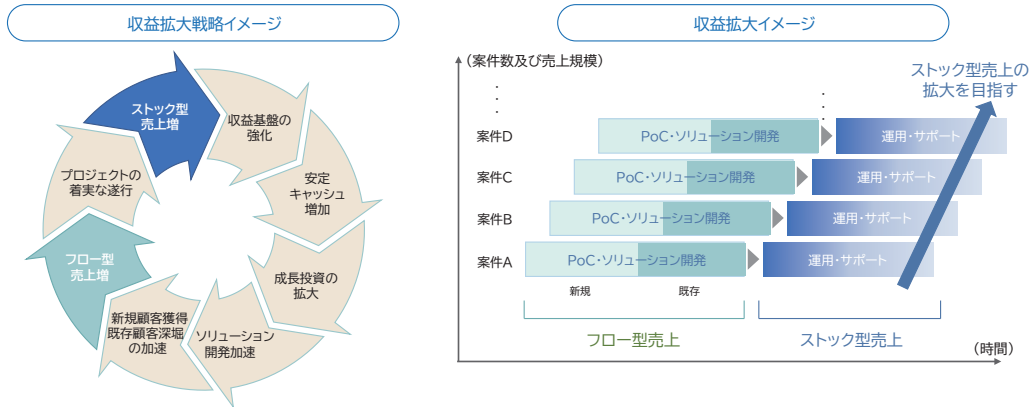 収益拡大戦略イメージ
ストック型
売上増
収益基盤の
強化
安定
キャッシュ
増加
成長投資の
拡大
ソリューション
開発加速
新規顧客獲得
既存顧客深堀
の加速
フロー型
売上増
プロジェクトの
着実な遂行
収益拡大イメージ
(案件数及び売上規模)
ストック型売上の
拡大を目指す
案件D
PoC・ソリューション開発
運用・サポート
案件C
PoC・ソリューション開発
運用・サポート
案件B
PoC・ソリューション開発
運用・サポート
案件A
PoC・ソリューション開発
運用・サポート
新規
既存
フロー型売上
ストック型売上
(時間)